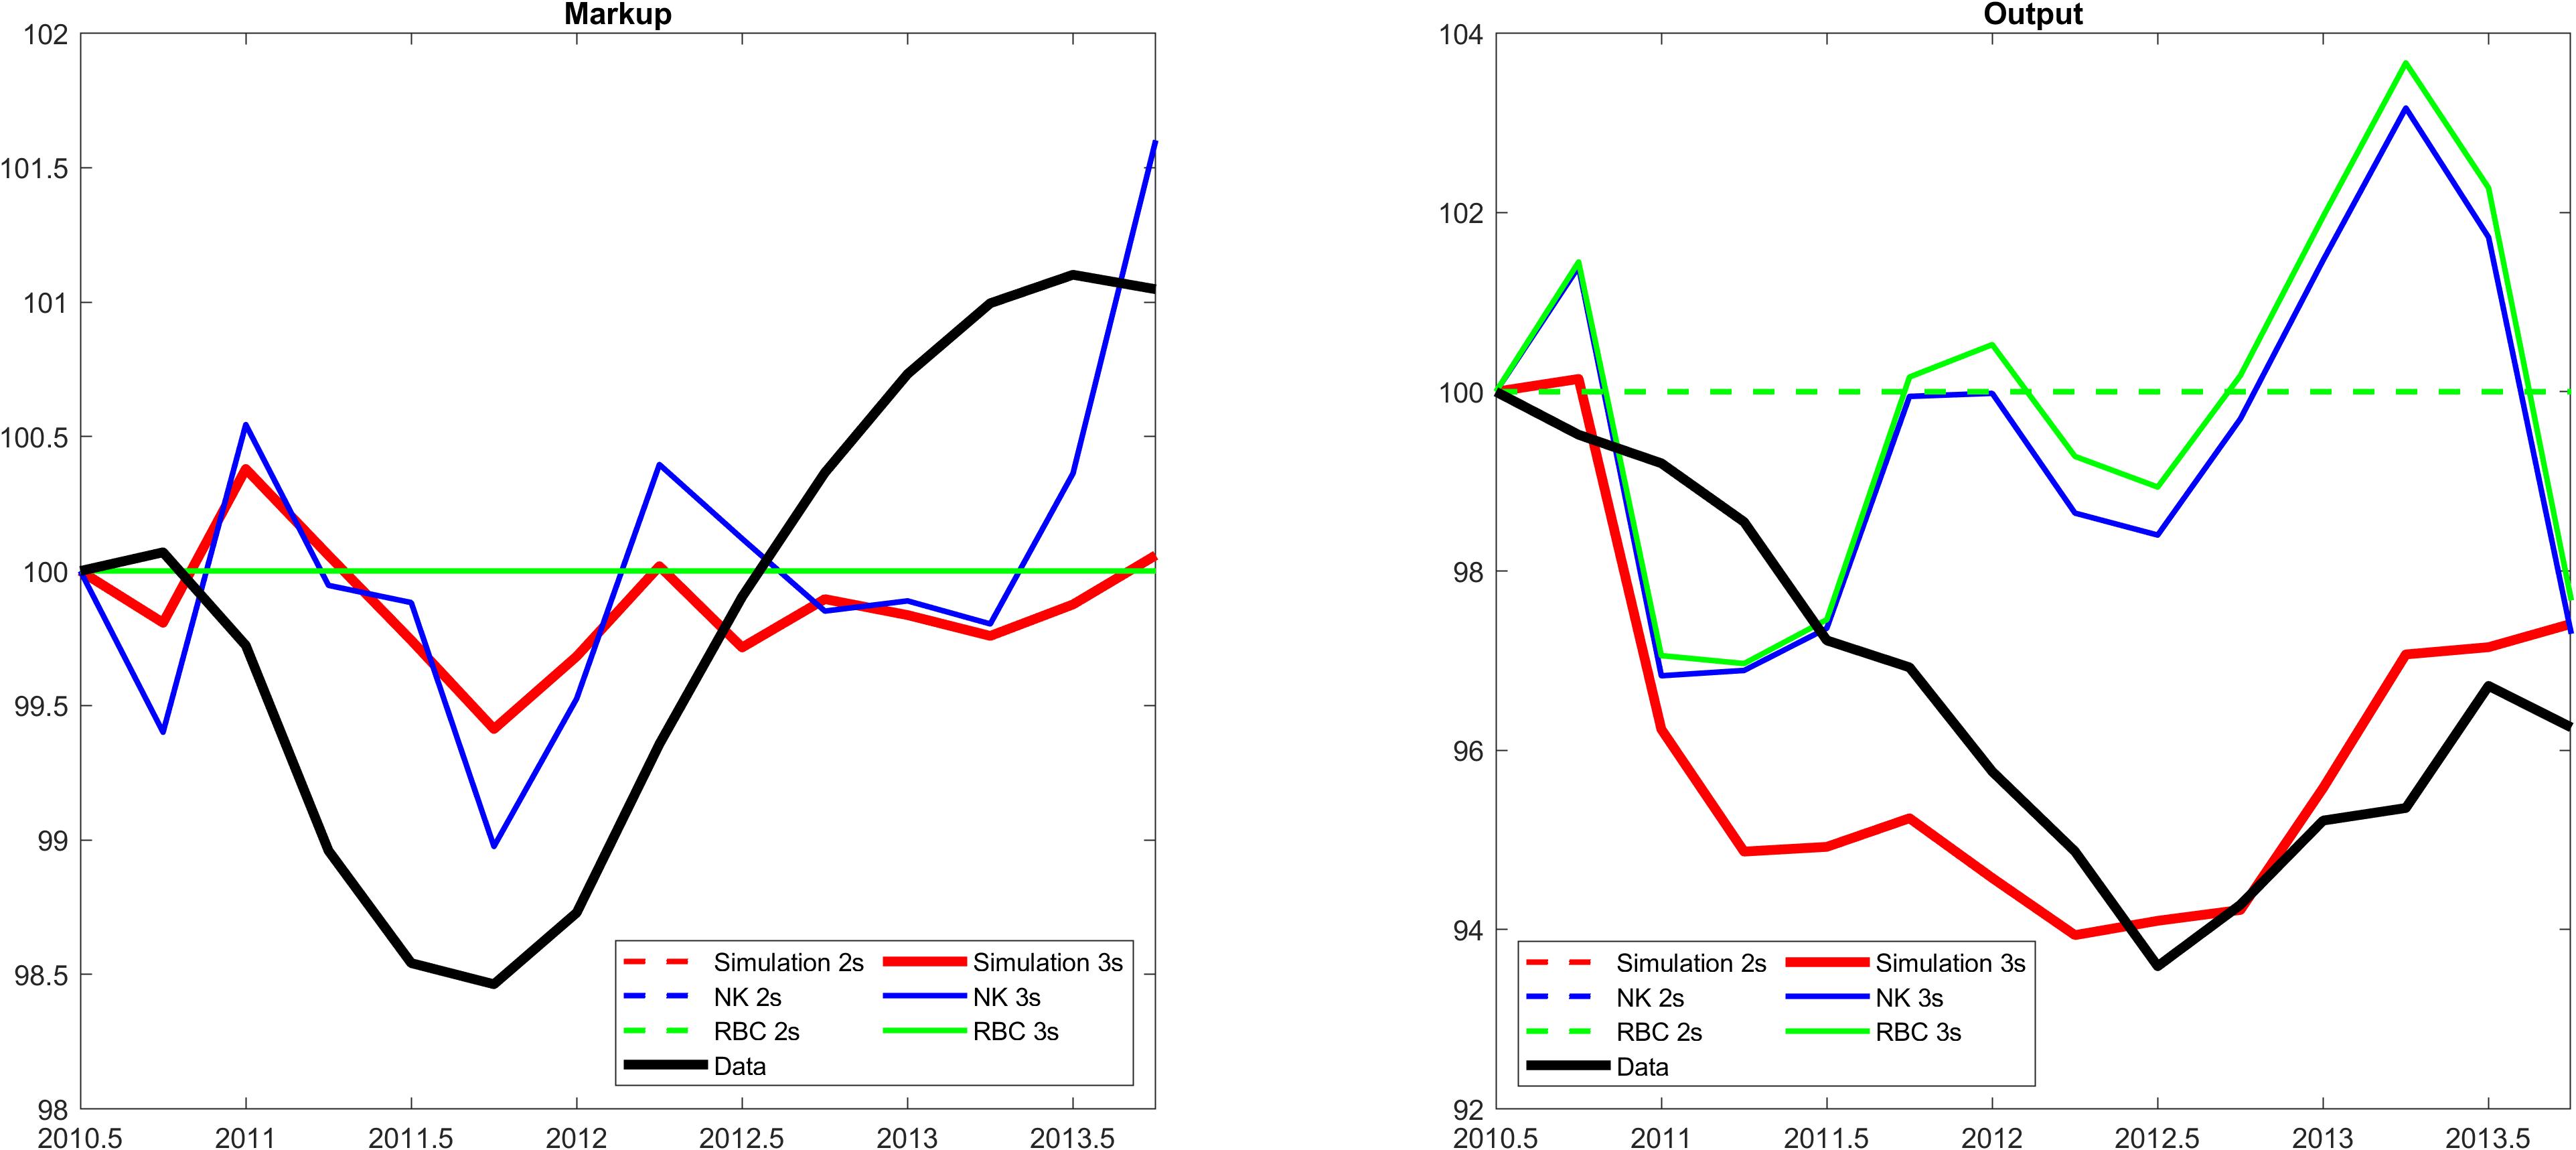 Markup
102
101.5
101
100.5
100
99.5
99
98.5
98
2010.5 2011 2011.5 2012 2012.5 2013 2013.5
Simulation 2s Simulation 3s
NK 2s NK 3s
RBC 2s RBC 3s
Data
Output
104
102
100
98
96
94
92
2010.5 2011 2011.5 2012 2012.5 2013 2013.5
Simulation 2s Simulation 3s
NK 2s NK 3s
RBC 2s RBC 3s
Data